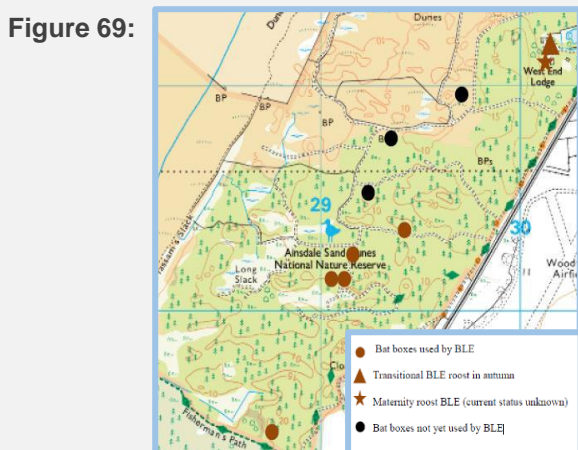 Figure 69:
Dunes
West End
Lodge
BP
BP
BP
BPs
29
30
Ainsdale Sand Dunes
National Nature Reserve
Long
Slack
Wood
Airfi
Fisherman's Path
Bat boxes used by BLE
Transitional BLE roost in autumn
Maternity roost BLE (current status unknown)
Bat boxes not yet used by BLE